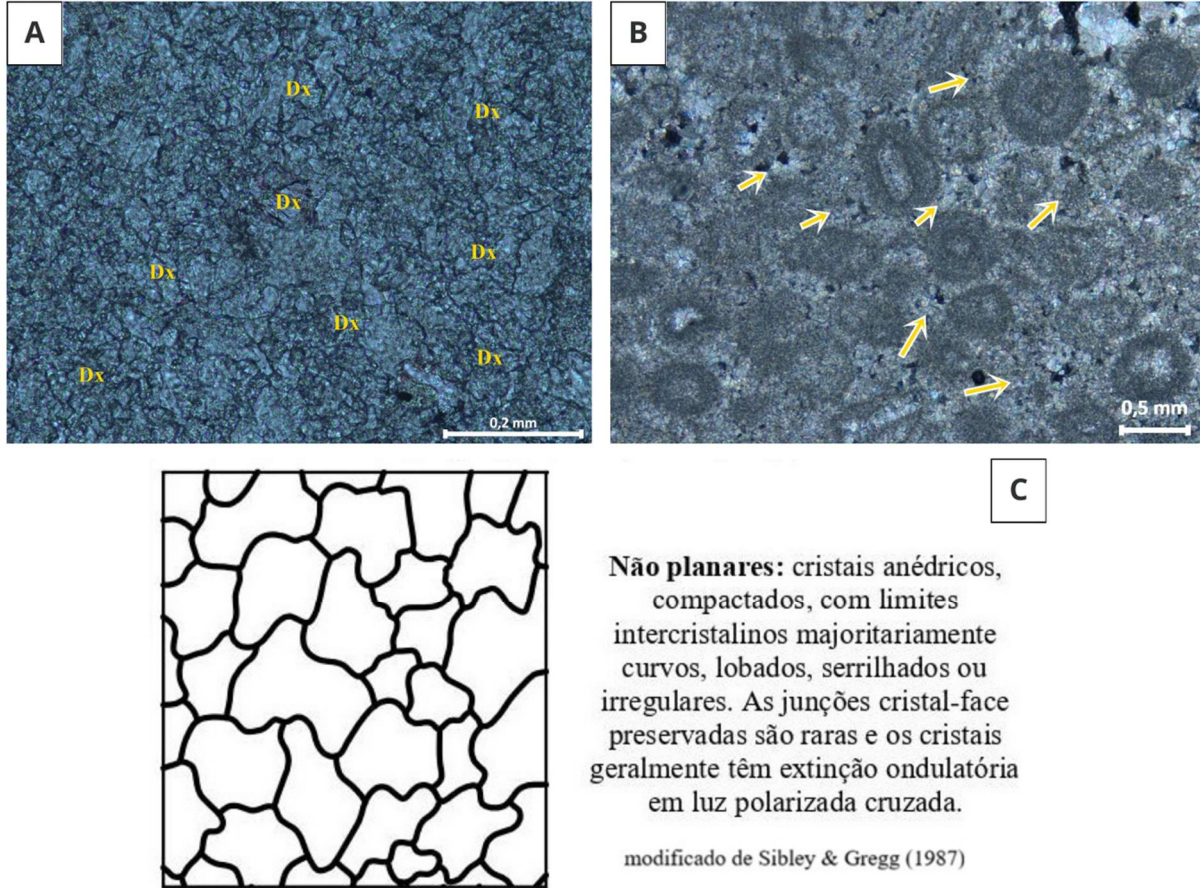 A
B
Dx
Dx
Dx
Dx
Dx
Dx
Dx
Dx
0,2 mm
0,5 mm
C
Não planares: cristais anédricos,
compactados, com limites
intercristalinos majoritariamente
curvos, lobados, serrilhados ou
irregulares. As junções cristal-face
preservadas são raras e os cristais
geralmente têm extinção ondulatória
em luz polarizada cruzada.
modificado de Sibley & Gregg (1987)